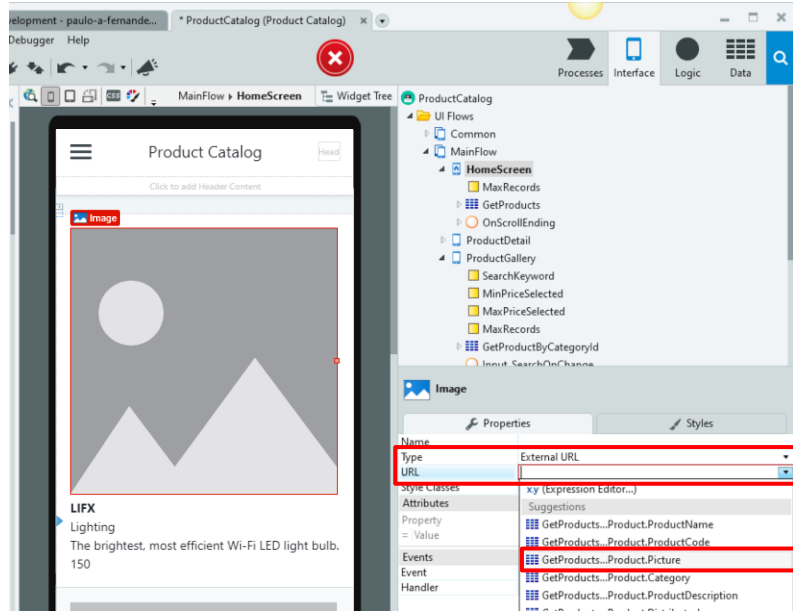 velopment - paulo-a-fernande...
* ProductCatalog (Product Catalog)
Debugger Help
Processes
Interface
Logic
Data
MainFlow
HomeScreen
Widget Tree
CSS
Product Catalog
Head
Click to add Header Content
Image
LIFX
Lighting
The brightest, most efficient Wi-Fi LED light bulb.
150
ProductCatalog
UI Flows
Common
MainFlow
HomeScreen
MaxRecords
GetProducts
OnScrollEnding
ProductDetail
ProductGallery
SearchKeyword
MinPriceSelected
MaxPriceSelected
MaxRecords
GetProductByCategoryId
Input_SearchOnChange
Image
Properties
Styles
Name
Type External URL
URL
Style Classes
xy (Expression Editor...)
Attributes
Suggestions
Property
GetProducts...Product.ProductName
= Value
GetProducts...Product.ProductCode
Events
GetProducts...Product.Picture
Event
GetProducts...Product.Category
Handler
GetProducts...Product.ProductDescription